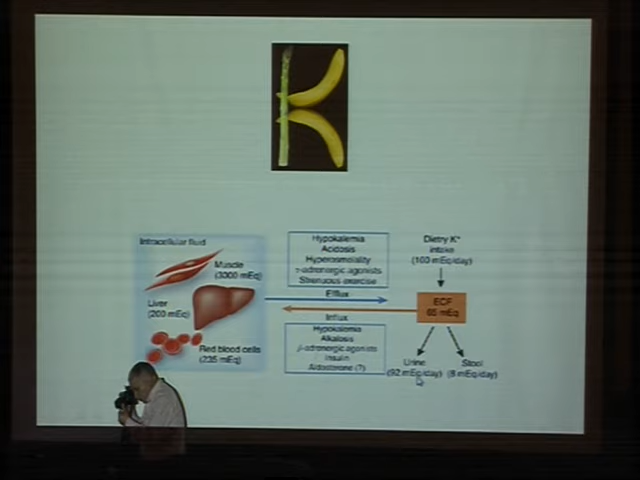 Intracellular fluid
Muscle
(3000 mEq)
Liver
(200 mEq)
Red blood cells
(235 mEq)
Hypokalemia
Acidosis
Hyperosmolality
α-adrenergic agonists
Strenuous exercise
Efflux
Influx
Hypokalemia
Alkalosis
β-adrenergic agonists
Insulin
Aldosterone (?)
Dietry K+
intake
(100 mEq/day)
ECF
65 mEq
Urine
(92 mEq/day)
Stool
(8 mEq/day)